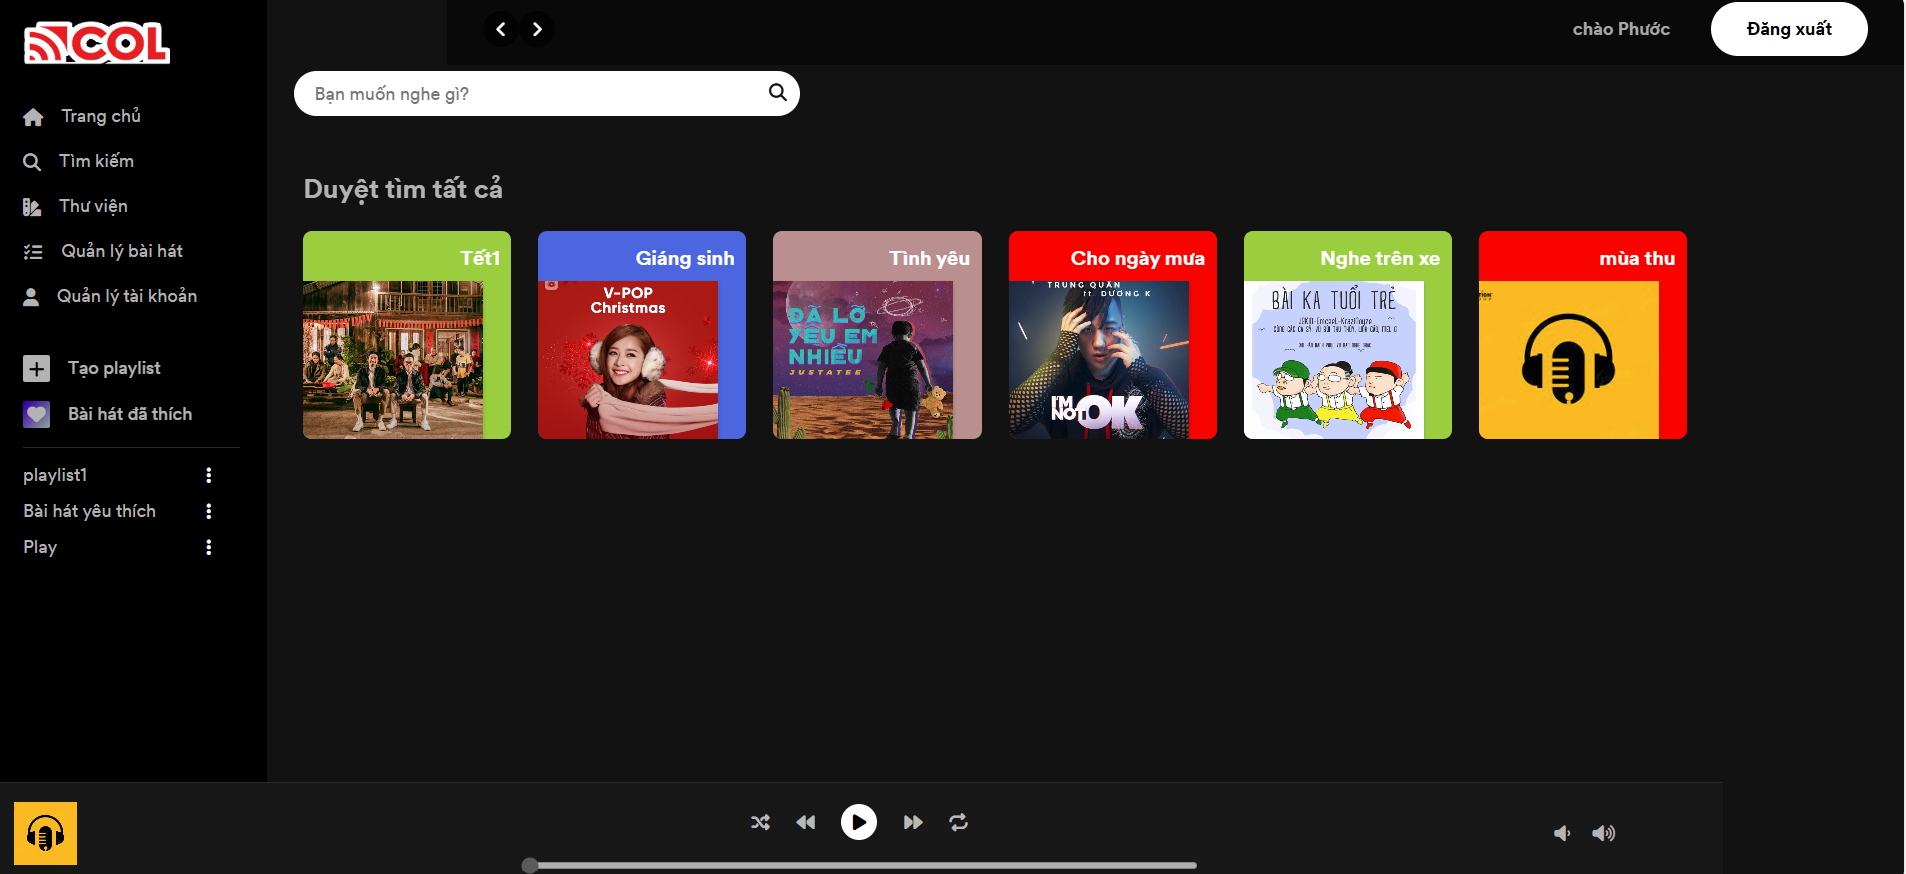 COL
chào Phước
Đăng xuất
Trang chủ
Tìm kiếm
Thư viện
Quản lý bài hát
Quản lý tài khoản
Tạo playlist
Bài hát đã thích
playlist1
Bài hát yêu thích
Play
Bạn muốn nghe gì?
Duyệt tìm tất cả
Tết1
Giáng sinh
V-POP
Christmas
Tình yêu
ĐÃ LỠ
YÊU EM
NHIỀU
JUSTATEE
Cho ngày mưa
TRUNG QUÂN
ft. DƯƠNG K
I'M
NOT OK
Nghe trên xe
BÀI KA TUỔI TRẺ
mùa thu